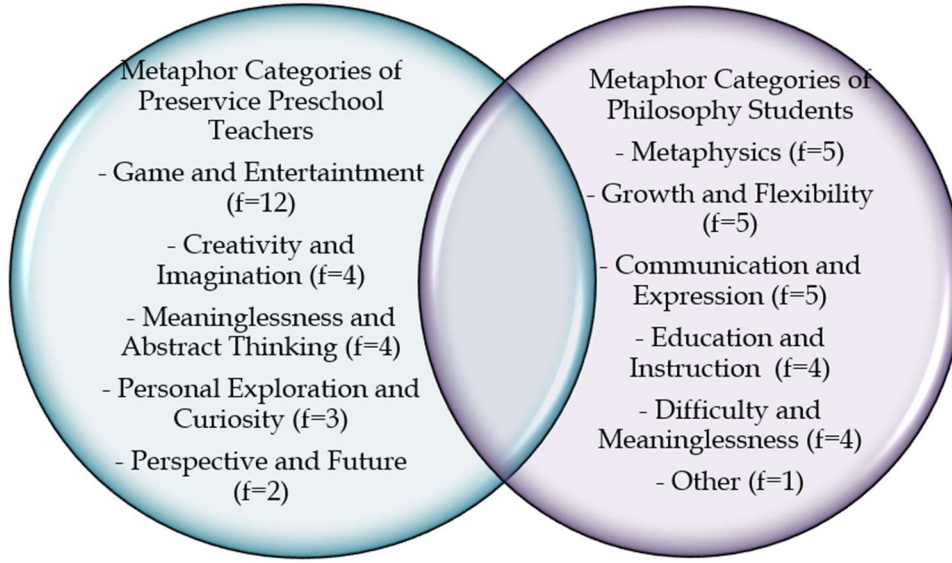 Metaphor Categories of
Preservice Preschool
Teachers
- Game and Entertaintment
(f=12)
- Creativity and
Imagination (f=4)
- Meaninglessness and
Abstract Thinking (f=4)
- Personal Exploration and
Curiosity (f=3)
- Perspective and Future
(f=2)
Metaphor Categories of
Philosophy Students
- Metaphysics (f=5)
- Growth and Flexibility
(f=5)
- Communication and
Expression (f=5)
- Education and
Instruction (f=4)
- Difficulty and
Meaninglessness (f=4)
- Other (f=1)